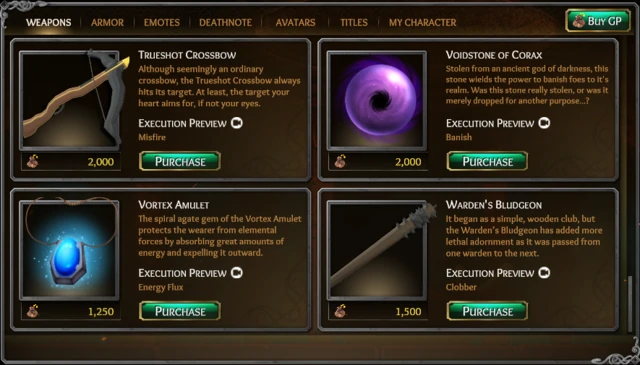 WEAPONS ARMOR EMOTES DEATHNOTE AVATARS TITLES MY CHARACTER BUY GP
TRUESHOT CROSSBOW
Although seemingly an ordinary
crossbow, the Trueshot Crossbow always
hits its target. At least, the target your
heart aims for, if not your eyes.
EXECUTION PREVIEW
Misfire
2,000 PURCHASE
VOIDSTONE OF CORAX
Stolen from an ancient god of darkness, this
stone wields the power to banish foes to it's
realm. Was this stone really stolen, or was it
merely dropped for another purpose...?
EXECUTION PREVIEW
Banish
2,000 PURCHASE
VORTEX AMULET
The spiral agate gem of the Vortex Amulet
protects the wearer from elemental
forces by absorbing great amounts of
energy and expelling it outward.
EXECUTION PREVIEW
Energy Flux
1,250 PURCHASE
WARDEN'S BLUDGEON
It began as a simple, wooden club, but
the Warden's Bludgeon has added more
lethal adornment as it was passed from
one warden to the next.
EXECUTION PREVIEW
Clobber
1,500 PURCHASE